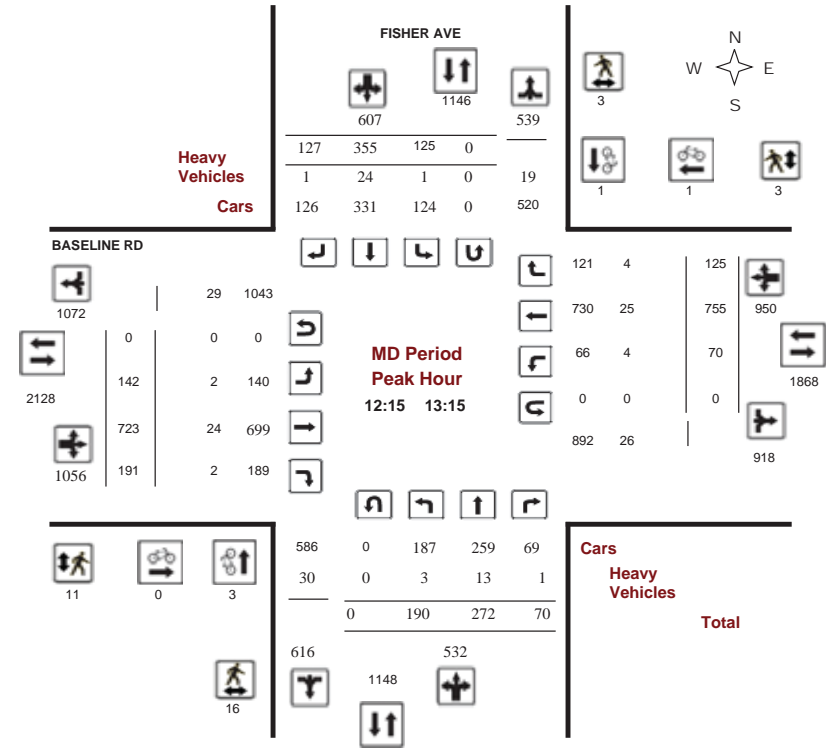 FISHER AVE
N
W E
S
1146
3
607 539
127 355 125 0
Heavy
Vehicles
1 24 1 0 19
Cars 126 331 124 0 520
1 1 3
BASELINE RD
1072
29 1043
121 4 125
730 25 755 950
0 0 0
MD Period
Peak Hour
12:15 13:15
66 4 70
1868
2128
142 2 140
0 0 0
723 24 699
892 26
918
1056
191 2 189
586 0 187 259 69 Cars
30 0 3 13 1 Heavy
Vehicles
0 190 272 70 Total
11 0 3
616 532
1148
16